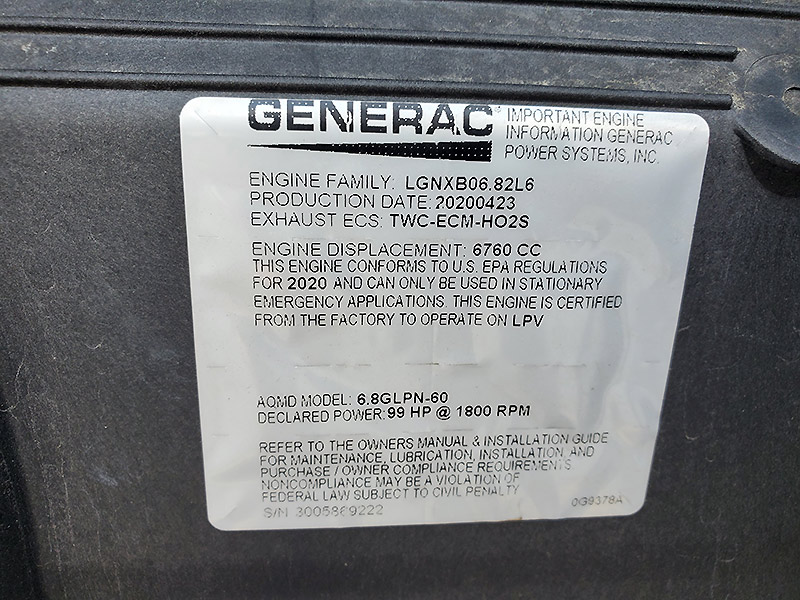 GENERAC
IMPORTANT ENGINE
INFORMATION GENERAC
POWER SYSTEMS, INC.
ENGINE FAMILY: LGNXB06.82L6
PRODUCTION DATE: 20200423
EXHAUST ECS: TWC-ECM-HO2S
ENGINE DISPLACEMENT: 6760 CC
THIS ENGINE CONFORMS TO U.S. EPA REGULATIONS
FOR 2020 AND CAN ONLY BE USED IN STATIONARY
EMERGENCY APPLICATIONS. THIS ENGINE IS CERTIFIED
FROM THE FACTORY TO OPERATE ON LPV
AQMD MODEL: 6.8GLPN-60
DECLARED POWER: 99 HP @ 1800 RPM
REFER TO THE OWNERS MANUAL & INSTALLATION GUIDE
FOR MAINTENANCE, LUBRICATION, INSTALLATION, AND
PURCHASE / OWNER COMPLIANCE REQUIREMENTS
NONCOMPLIANCE MAY BE A VIOLATION OF
FEDERAL LAW SUBJECT TO CIVIL PENALTY
S/N
0G9378A